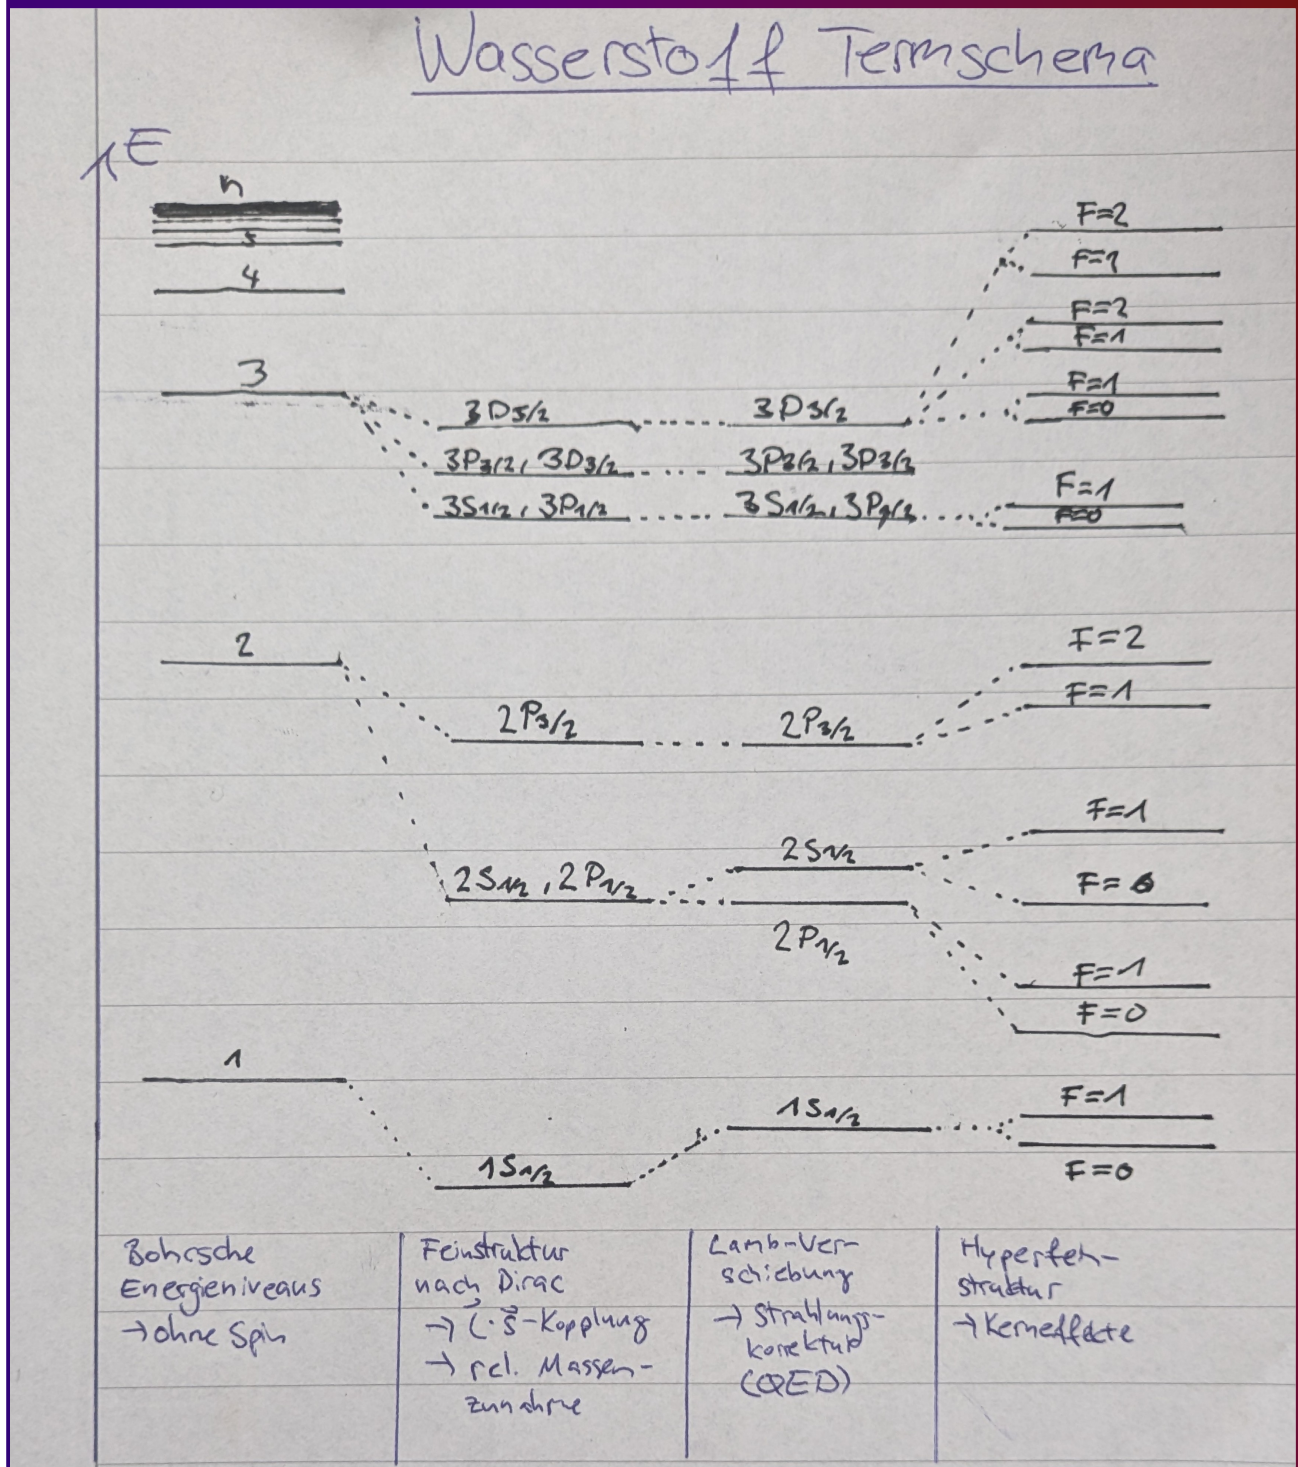 Wasserstoff Termschema
E
n
5
4
3
2
1
3D5/2
3P3/2, 3D3/2
3S1/2, 3P1/2
2P3/2
2S1/2, 2P1/2
1S1/2
3D5/2
3P3/2, 3D3/2
3S1/2, 3P1/2
2P3/2
2S1/2
2P1/2
1S1/2
F=2
F=1
F=2
F=1
F=1
F=0
F=1
F=0
F=2
F=1
F=1
F=0
F=1
F=0
F=1
F=0
Bohrsche
Energieniveaus
→ ohne Spin
Feinstruktur
nach Dirac
→ L·S-Kopplung
→ rel. Massen-
zunahme
Lamb-Ver-
schiebung
→ Strahlungs-
korrektur
(QED)
Hyperfein-
struktur
→ Kerneffekte